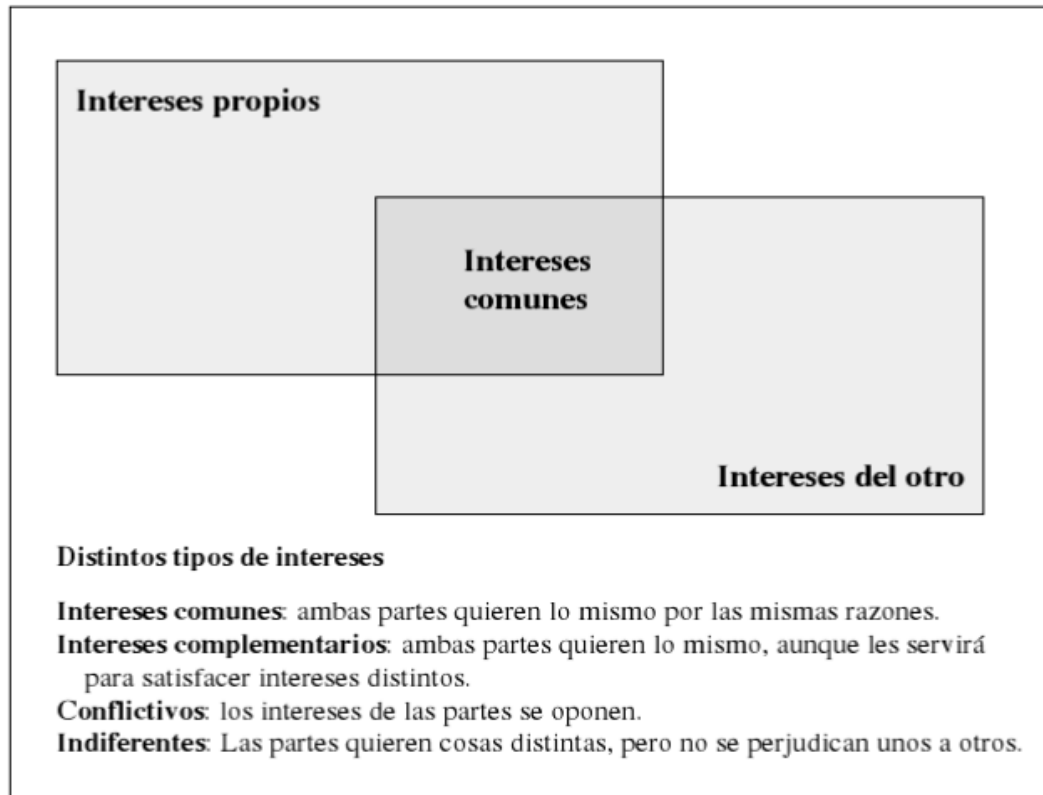 Intereses propios
Intereses
comunes
Intereses del otro
Distintos tipos de intereses
Intereses comunes: ambas partes quieren lo mismo por las mismas razones.
Intereses complementarios: ambas partes quieren lo mismo, aunque les servirá
para satisfacer intereses distintos.
Conflictivos: los intereses de las partes se oponen.
Indiferentes: Las partes quieren cosas distintas, pero no se perjudican unos a otros.